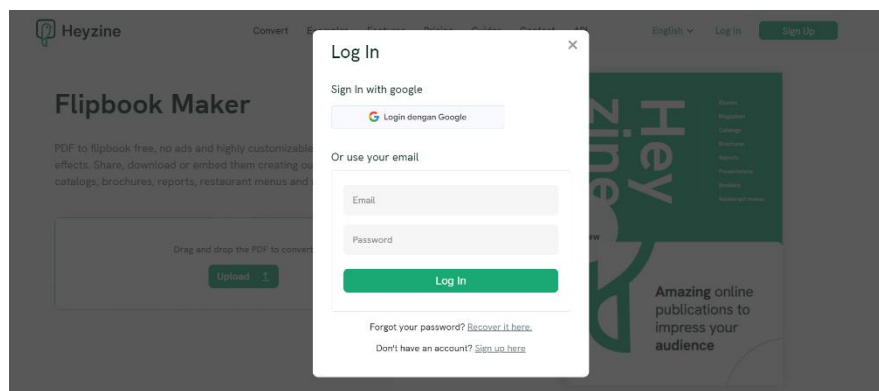 Heyzine
Convert
English
Log in
Sign Up
Log In
×
Sign In with google
G Login dengan Google
Or use your email
Email
Password
Log In
Forgot your password? Recover it here.
Don't have an account? Sign up here
Flipbook Maker
PDF to flipbook free, no ads and highly customizable
effects. Share, download or embed them creating
catalogs, brochures, reports, restaurant menus and
Drag and drop the PDF to convert
Upload
Hey
zine
Amazing online
publications to
impress your
audience